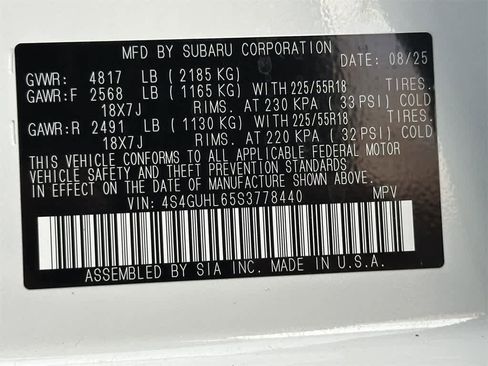 MFD BY SUBARU CORPORATION
DATE: 08/25
GVWR: 4817 LB (2185 KG)
GAWR:F 2568 LB (1165 KG) WITH 225/55R18 TIRES.
18X7J RIMS. AT 230 KPA (33 PSI) COLD
GAWR:R 2491 LB (1130 KG) WITH 225/55R18 TIRES.
18X7J RIMS. AT 220 KPA (32 PSI) COLD
THIS VEHICLE CONFORMS TO ALL APPLICABLE FEDERAL MOTOR
VEHICLE SAFETY AND THEFT PREVENTION STANDARDS
IN EFFECT ON THE DATE OF MANUFACTURE SHOWN ABOVE.
VIN: 4S4GUHL65S3778440 MPV
ASSEMBLED BY SIA INC. MADE IN U.S.A.